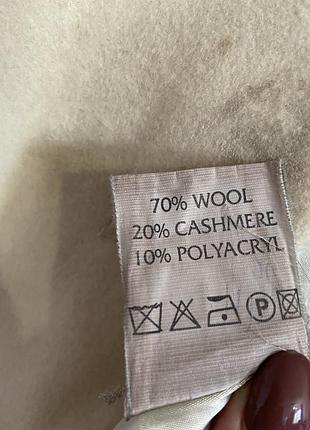 70% WOOL
20% CASHMERE
10% POLYACRYL
P